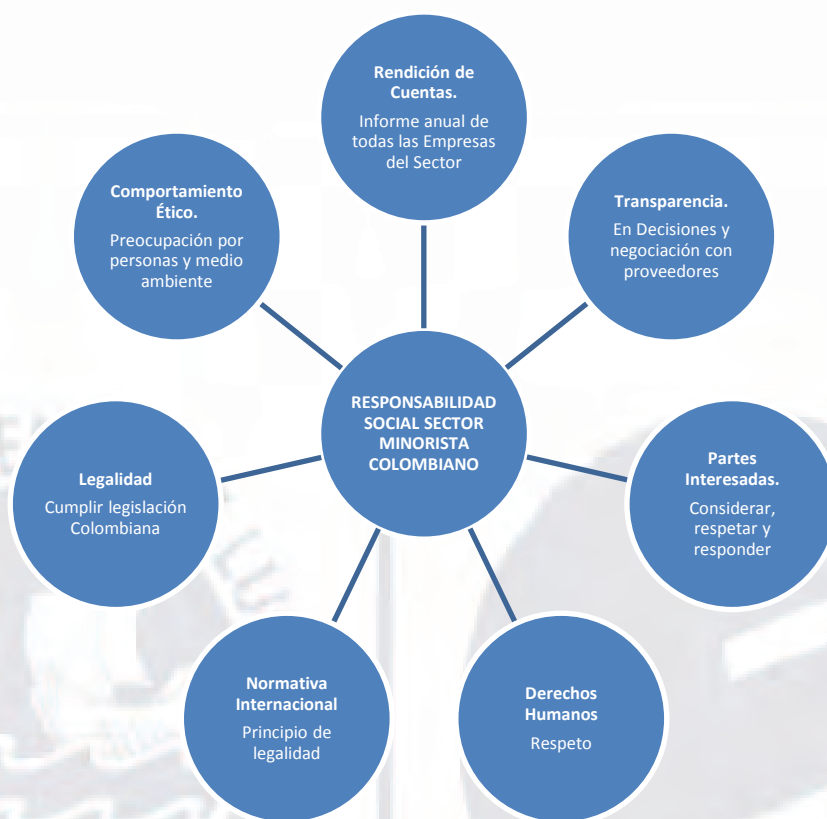 Rendición de
Cuentas.
Informe anual de
todas las Empresas
del Sector
Transparencia.
En Decisiones y
negociación con
proveedores
Partes
Interesadas.
Considerar,
respetar y
responder
Derechos
Humanos
Respeto
Normativa
Internacional
Principio de
legalidad
Legalidad
Cumplir legislación
Colombiana
Comportamiento
Ético.
Preocupación por
personas y medio
ambiente
RESPONSABILIDAD
SOCIAL SECTOR
MINORISTA
COLOMBIANO